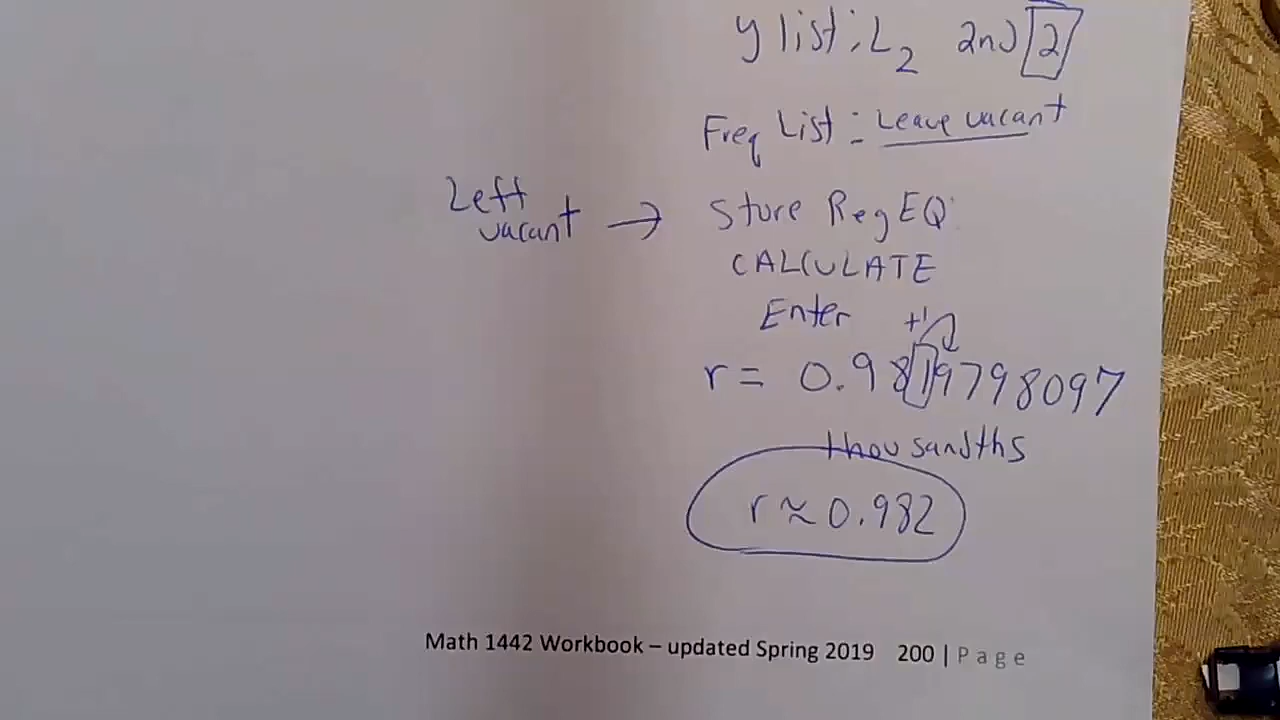 y list: L2 2nd 2
Freq List: Leave vacant
Left vacant → Store RegEQ:
CALCULATE
Enter
+1
r = 0.9819798097
thousandths
r ≈ 0.982
Math 1442 Workbook – updated Spring 2019 200 | Page